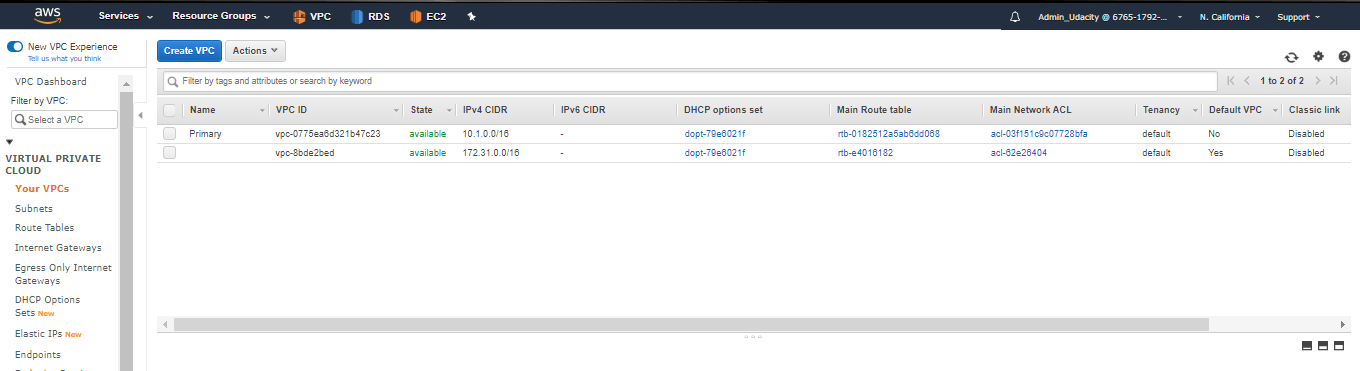 aws Services Resource Groups VPC RDS EC2 Admin_Udacity @ 6765-1792-... N. California Support
New VPC Experience
Tell us what you think
Create VPC Actions
VPC Dashboard
Filter by VPC:
Select a VPC
Filter by tags and attributes or search by keyword 1 to 2 of 2
Name VPC ID State IPv4 CIDR IPv6 CIDR DHCP options set Main Route table Main Network ACL Tenancy Default VPC Classic link
Primary vpc-0775ea6d321b47c23 available 10.1.0.0/16 - dopt-79e6021f rtb-0182512a5ab6dd068 acl-03f151c9c07728bfa default No Disabled
vpc-8bde2bed available 172.31.0.0/16 - dopt-79e6021f rtb-e4016182 acl-62e26404 default Yes Disabled
VIRTUAL PRIVATE
CLOUD
Your VPCs
Subnets
Route Tables
Internet Gateways
Egress Only Internet
Gateways
DHCP Options
Sets New
Elastic IPs New
Endpoints